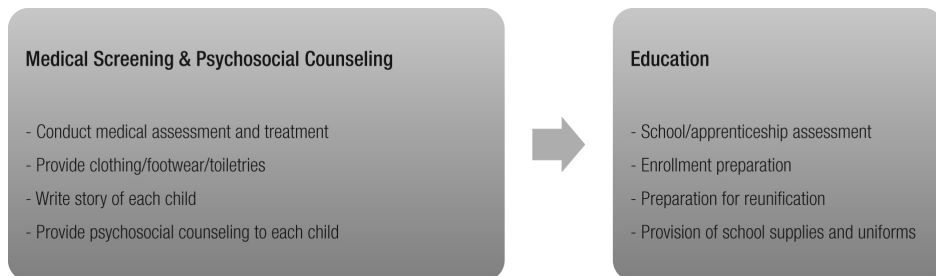 Medical Screening & Psychosocial Counseling
- Conduct medical assessment and treatment
- Provide clothing/footwear/toiletries
- Write story of each child
- Provide psychosocial counseling to each child
Education
- School/apprenticeship assessment
- Enrollment preparation
- Preparation for reunification
- Provision of school supplies and uniforms